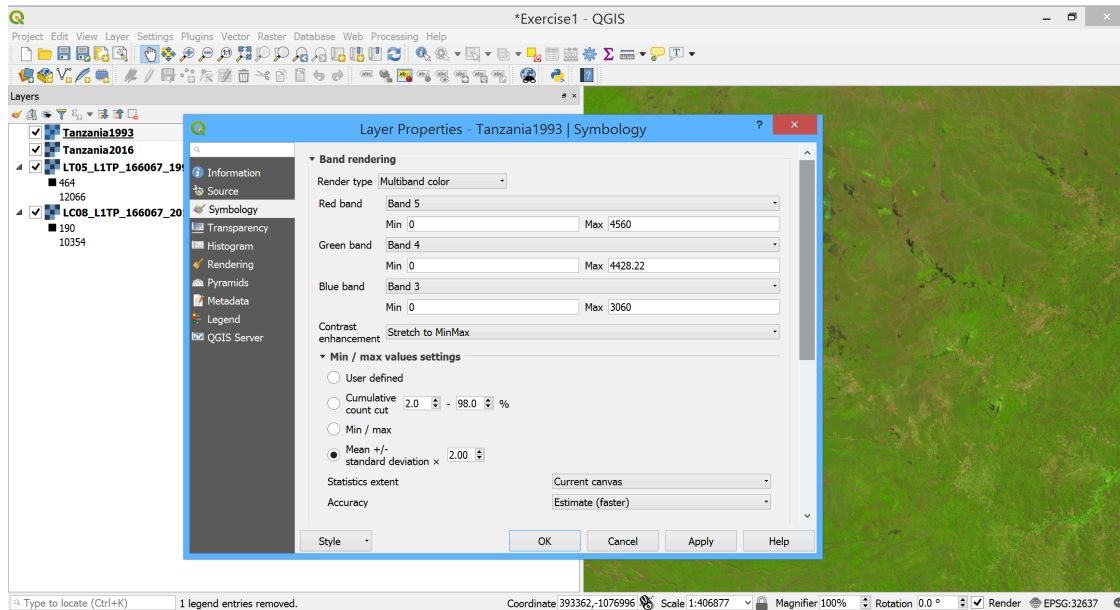 *Exercise1 - QGIS
Project Edit View Layer Settings Plugins Vector Raster Database Web Processing Help
Layers
Tanzania1993
Tanzania2016
LT05_L1TP_166067_199
464
12066
LC08_L1TP_166067_201
190
10354
Layer Properties - Tanzania1993 | Symbology
Information
Source
Symbology
Transparency
Histogram
Rendering
Pyramids
Metadata
Legend
QGIS Server
Band rendering
Render type Multiband color
Red band Band 5
Min 0 Max 4560
Green band Band 4
Min 0 Max 4428.22
Blue band Band 3
Min 0 Max 3060
Contrast
enhancement Stretch to MinMax
Min / max values settings
User defined
Cumulative
count cut 2.0 - 98.0 %
Min / max
Mean +/-
standard deviation × 2.00
Statistics extent Current canvas
Accuracy Estimate (faster)
Style OK Cancel Apply Help
Type to locate (Ctrl+K) 1 legend entries removed. Coordinate 393362,-1076996 Scale 1:406877 Magnifier 100% Rotation 0.0 ° Render EPSG:32637